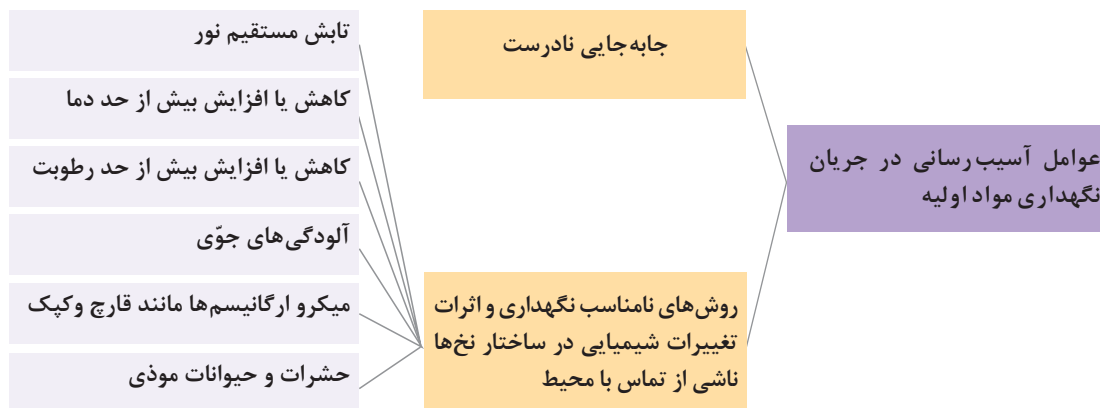 عوامل آسیب‌رسانی در جریان
نگهداری مواد اولیه
جابه‌جایی نادرست
روش‌های نامناسب نگهداری و اثرات
تغییرات شیمیایی در ساختار نخ‌ها
ناشی از تماس با محیط
تابش مستقیم نور
کاهش یا افزایش بیش از حد دما
کاهش یا افزایش بیش از حد رطوبت
آلودگی‌های جوّی
میکرو ارگانیسم‌ها مانند قارچ وکپک
حشرات و حیوانات موذی